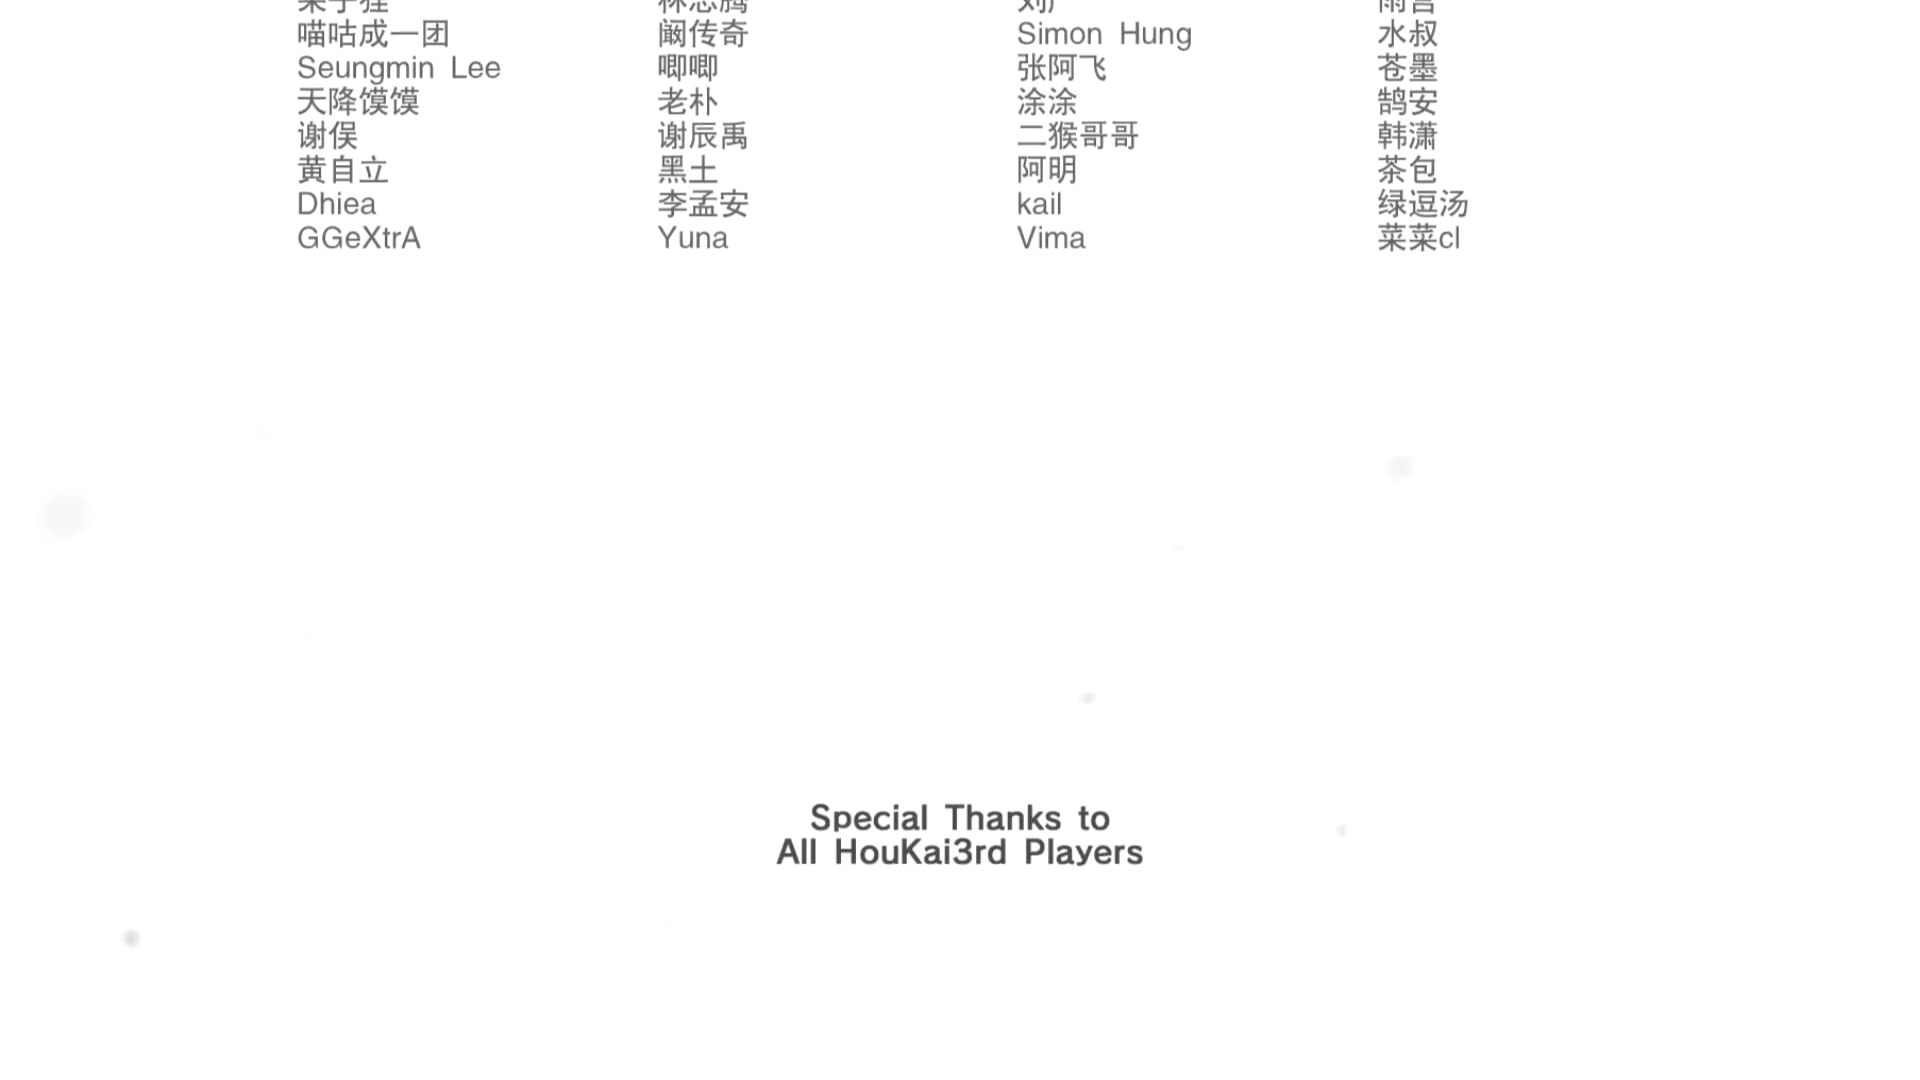 喵咕成一团 阚传奇 Simon Hung 水叔
Seungmin Lee 唧唧 张阿飞 苍墨
天降馍馍 老朴 涂涂 鹄安
谢俣 谢辰禹 二猴哥哥 韩潇
黄自立 黑土 阿明 茶包
Dhiea 李孟安 kail 绿逗汤
GGeXtrA Yuna Vima 菜菜cl
Special Thanks to
All HouKai3rd Players